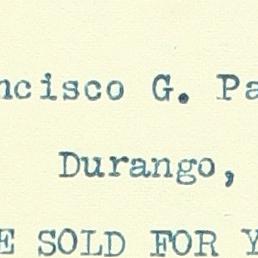 ncisco G. Pa
Durango,
E SOLD FOR Y